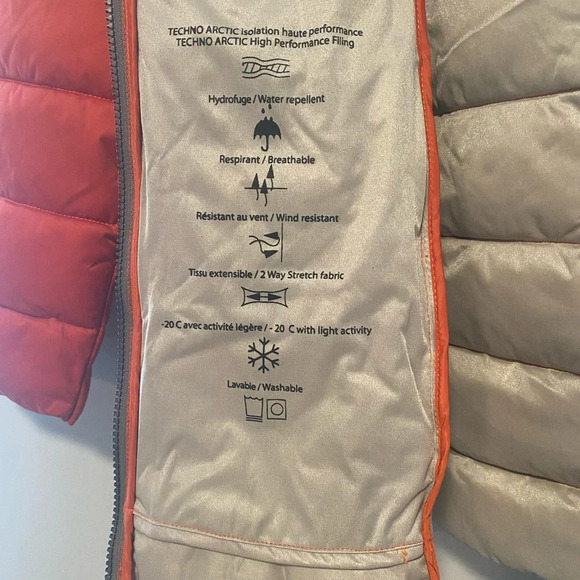 TECHNO ARCTIC isolation haute performance
TECHNO ARCTIC High Performance Filling
Hydrofuge / Water repellent
Respirant / Breathable
Résistant au vent / Wind resistant
Tissu extensible / 2 Way Stretch fabric
-20 C avec activité légère / - 20 C with light activity
Lavable / Washable